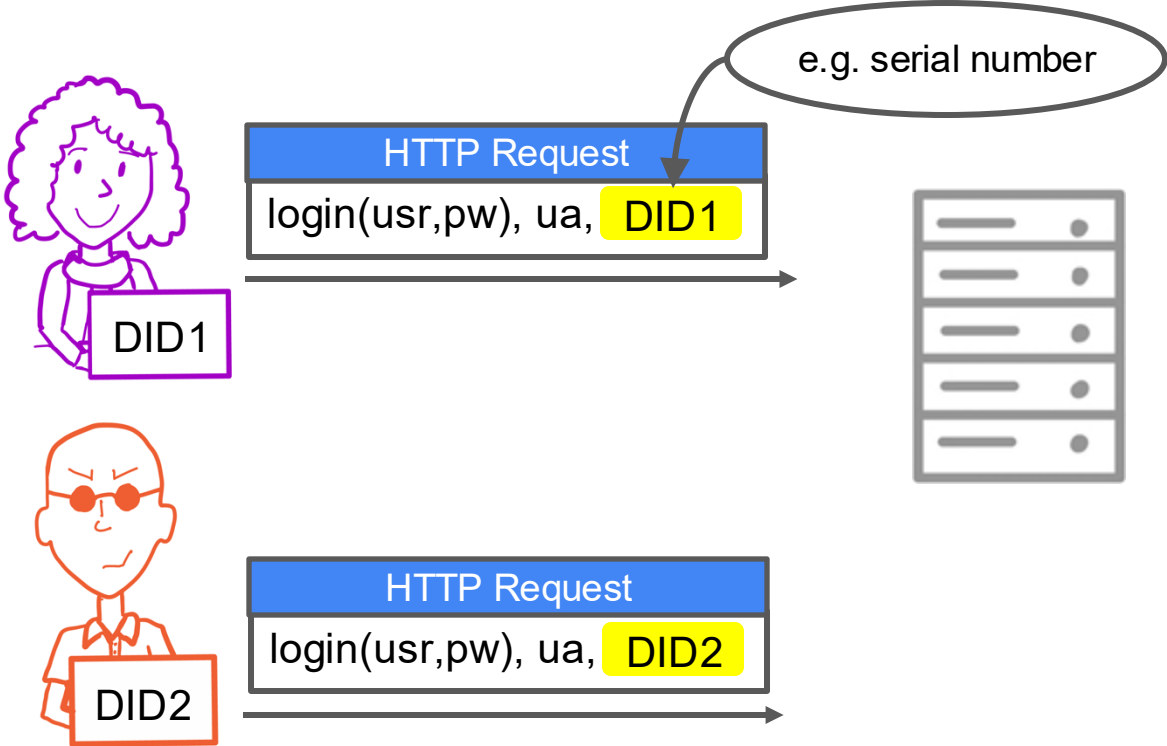 e.g. serial number
HTTP Request
login(usr,pw), ua, DID1
DID1
HTTP Request
login(usr,pw), ua, DID2
DID2